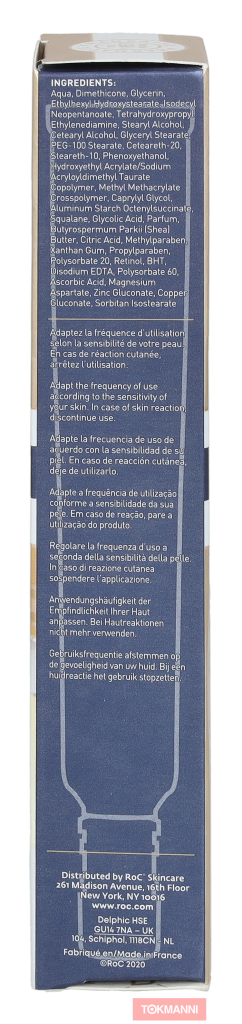 INGREDIENTS:
Aqua, Dimethicone, Glycerin,
Ethylhexyl Hydroxystearate, Isodecyl
Neopentanoate, Tetrahydroxypropyl
Ethylenediamine, Stearyl Alcohol,
Cetearyl Alcohol, Glyceryl Stearate,
PEG-100 Stearate, Ceteareth-20,
Steareth-10, Phenoxyethanol,
Hydroxyethyl Acrylate/Sodium
Acryloyldimethyl Taurate
Copolymer, Methyl Methacrylate
Crosspolymer, Caprylyl Glycol,
Aluminum Starch Octenylsuccinate,
Squalane, Glycolic Acid, Parfum,
Butyrospermum Parkii [Shea]
Butter, Citric Acid, Methylparaben,
Xanthan Gum, Propylparaben,
Polysorbate 20, Retinol, BHT,
Disodium EDTA, Polysorbate 60,
Ascorbic Acid, Magnesium
Aspartate, Zinc Gluconate, Copper
Gluconate, Sorbitan Isostearate
Adaptez la fréquence d'utilisation
selon la sensibilité de votre peau.
En cas de réaction cutanée,
arrêtez l'utilisation.
Adapt the frequency of use
according to the sensitivity of
your skin. In case of skin reaction,
discontinue use.
Adapte la frecuencia de uso de
acuerdo con la sensibilidad de su
piel. En caso de reacción cutánea,
deje de utilizarlo.
Adapte a frequência de utilização
conforme a sensibilidade da sua
pele. Em caso de reação, pare a
utilização do produto.
Regolare la frequenza d'uso a
seconda della sensibilità della pelle.
In caso di reazione cutanea
sospendere l'applicazione.
Anwendungshäufigkeit der
Empfindlichkeit Ihrer Haut
anpassen. Bei Hautreaktionen
nicht mehr verwenden.
Gebruiksfrequentie afstemmen op
de gevoeligheid van uw huid. Bij een
huidreactie het gebruik stopzetten.
Distributed by RoC® Skincare
261 Madison Avenue, 16th Floor
New York, NY 10016
www.roc.com
Delphic HSE
GU14 7NA – UK
104, Schiphol, 1118CN - NL
Fabriqué en/Made in France
©RoC 2020
TOKMANNI